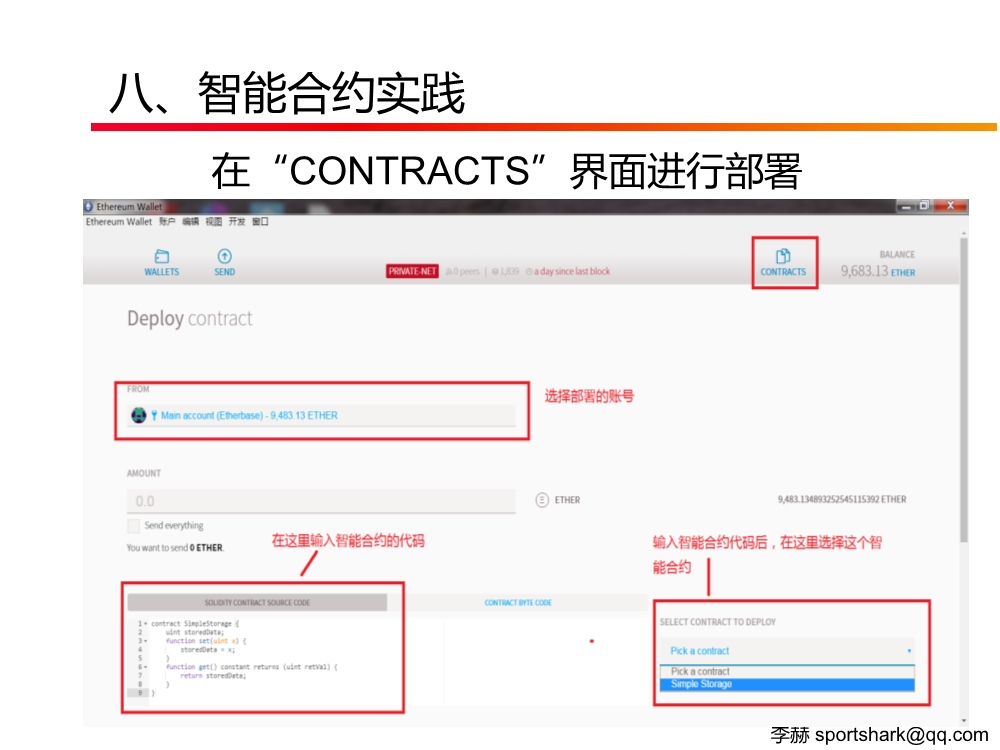 八、智能合约实践
在“CONTRACTS”界面进行部署
Ethereum Wallet
Ethereum Wallet 账户 编辑 视图 开发 窗口
WALLETS
SEND
PRIVATE-NET 0 peers | 1,839 a day since last block
CONTRACTS
BALANCE
9,683.13 ETHER
Deploy contract
FROM
Main account (Etherbase) - 9,483.13 ETHER
选择部署的账号
AMOUNT
0.0
ETHER
9,483.134893252545115392 ETHER
Send everything
You want to send 0 ETHER.
在这里输入智能合约的代码
输入智能合约代码后，在这里选择这个智
能合约
SOLIDITY CONTRACT SOURCE CODE
CONTRACT BYTE CODE
1 contract SimpleStorage {
2 uint storedData;
3 function set(uint x) {
4 storedData = x;
5 }
6 function get() constant returns (uint retVal) {
7 return storedData;
8 }
9 }
SELECT CONTRACT TO DEPLOY
Pick a contract
Pick a contract
Simple Storage
李赫 sportshark@qq.com